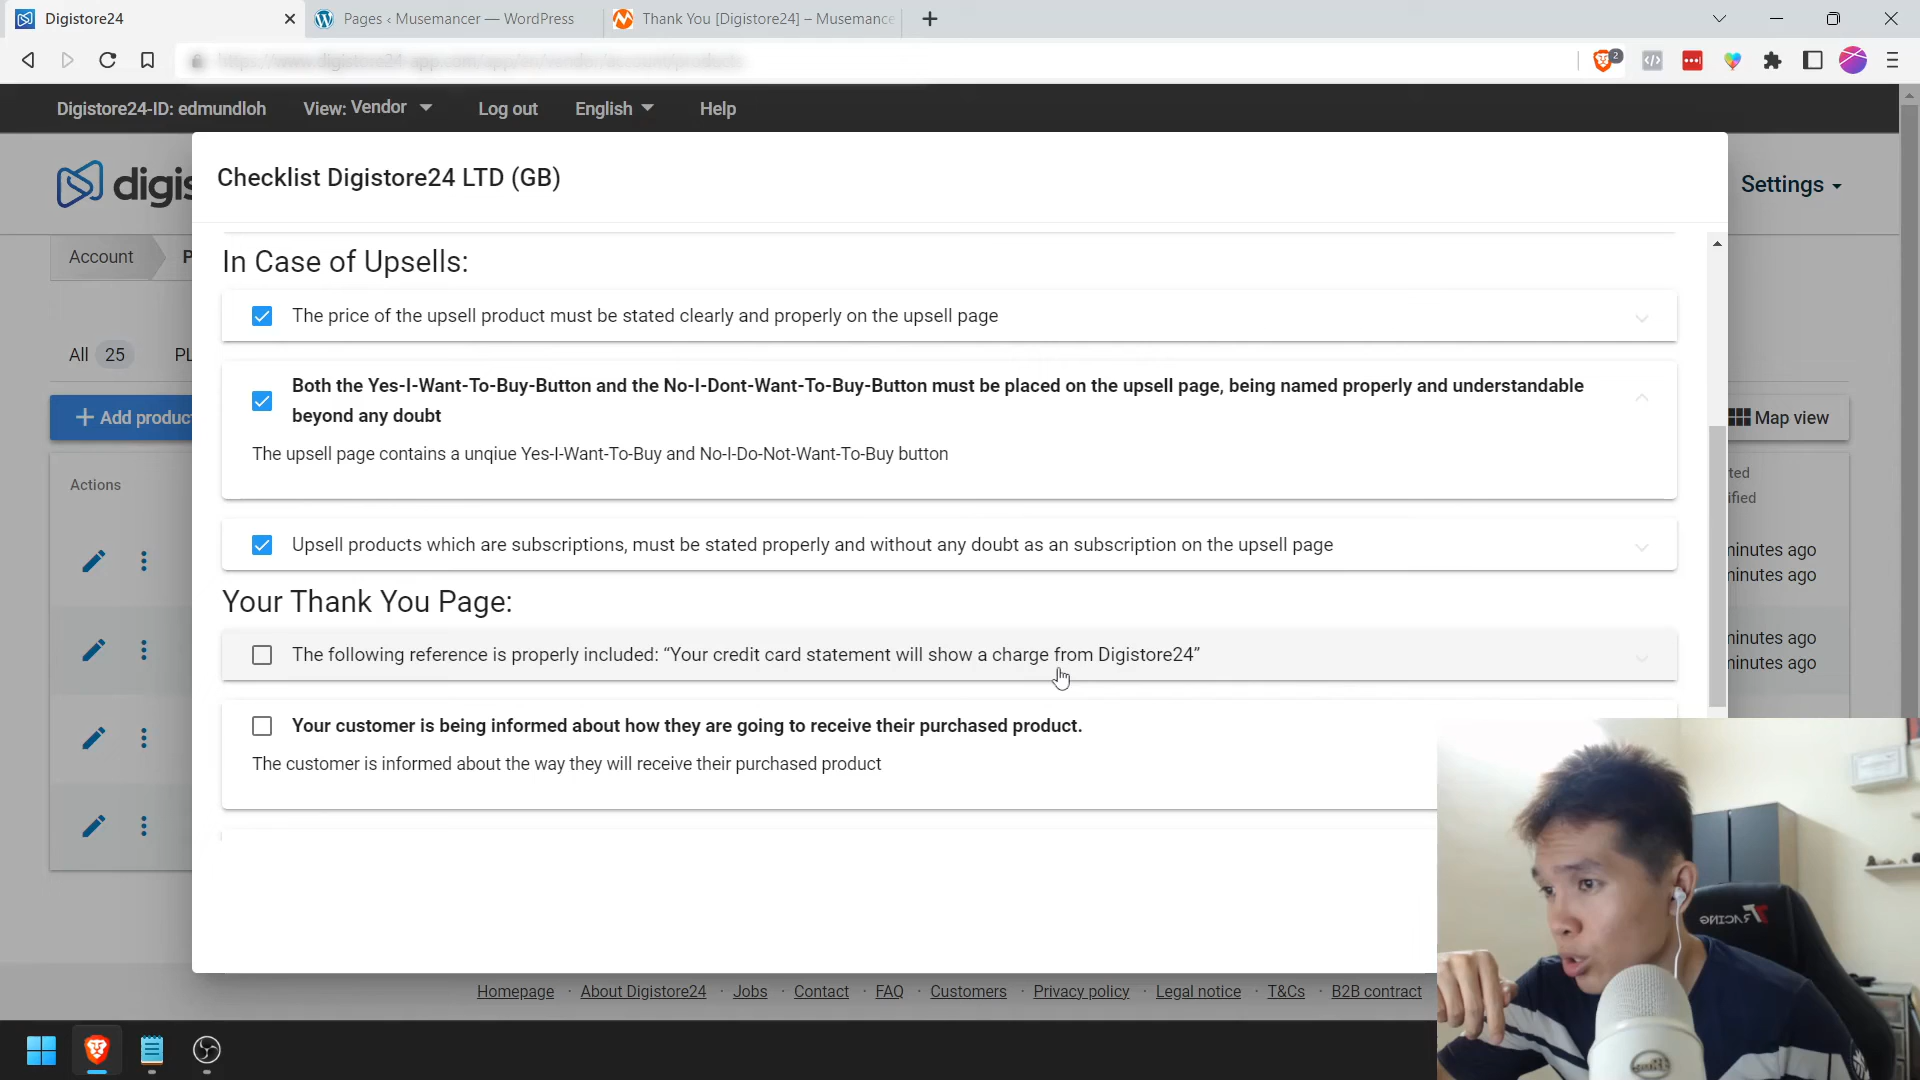 Digistore24
Pages ‹ Musemancer — WordPress
Thank You [Digistore24] – Musemance
2
Digistore24-ID: edmundloh
View: Vendor
Log out
English
Help
digis
Settings
Checklist Digistore24 LTD (GB)
Account
P
In Case of Upsells:
The price of the upsell product must be stated clearly and properly on the upsell page
All 25
PL
Both the Yes-I-Want-To-Buy-Button and the No-I-Dont-Want-To-Buy-Button must be placed on the upsell page, being named properly and understandable
beyond any doubt
+ Add produc
Map view
The upsell page contains a unqiue Yes-I-Want-To-Buy and No-I-Do-Not-Want-To-Buy button
Actions
ted
ified
Upsell products which are subscriptions, must be stated properly and without any doubt as an subscription on the upsell page
minutes ago
minutes ago
Your Thank You Page:
The following reference is properly included: “Your credit card statement will show a charge from Digistore24”
minutes ago
minutes ago
Your customer is being informed about how they are going to receive their purchased product.
The customer is informed about the way they will receive their purchased product
Homepage · About Digistore24 · Jobs · Contact · FAQ · Customers · Privacy policy · Legal notice · T&Cs · B2B contract